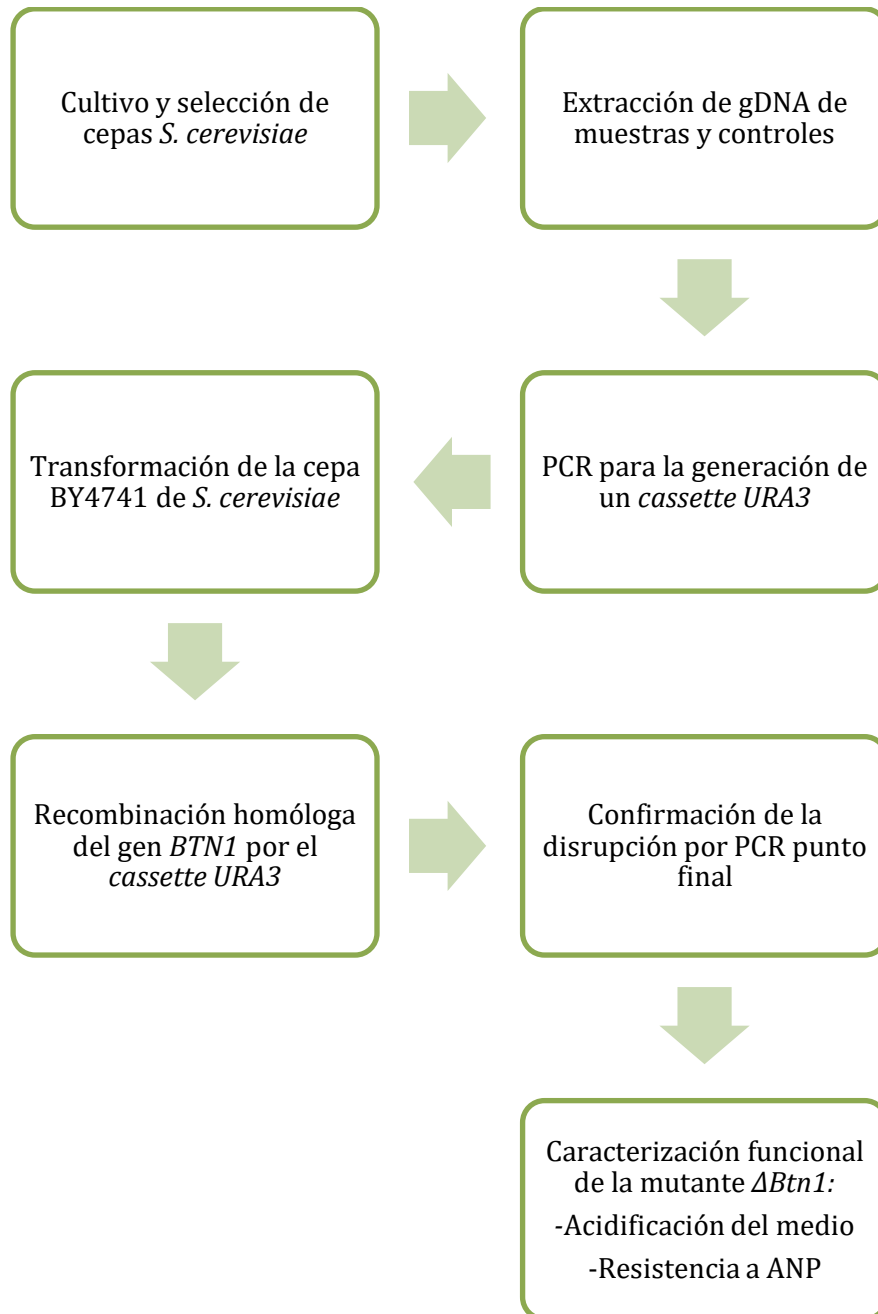 Cultivo y selección de
cepas S. cerevisiae
Extracción de gDNA de
muestras y controles
PCR para la generación de
un cassette URA3
Transformación de la cepa
BY4741 de S. cerevisiae
Recombinación homóloga
del gen BTN1 por el
cassette URA3
Confirmación de la
disrupción por PCR punto
final
Caracterización funcional
de la mutante ΔBtn1:
-Acidificación del medio
-Resistencia a ANP